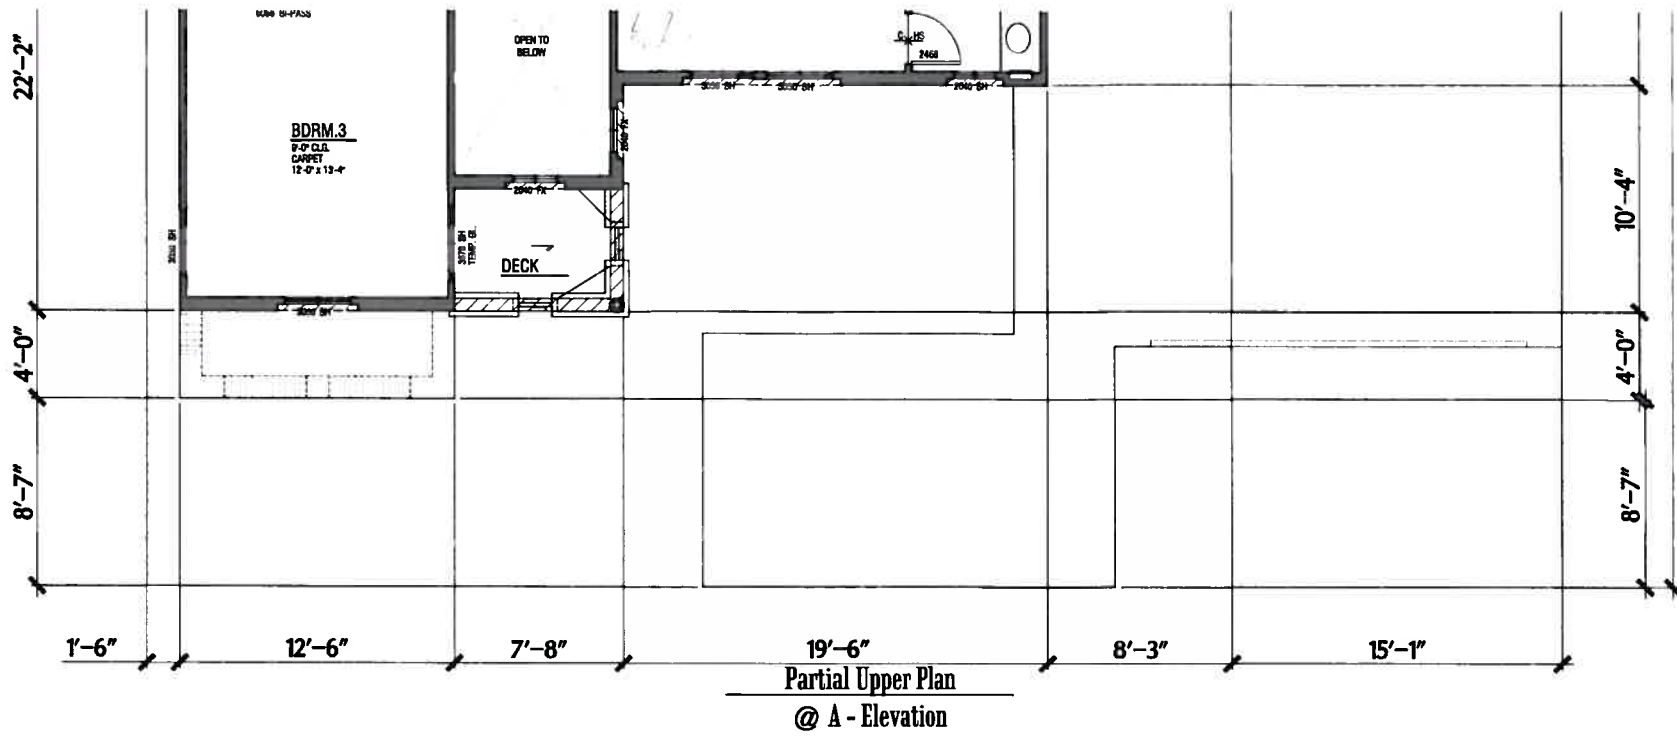 6068 BI-PASS
OPEN TO
BELOW
C HS
2468
22'-2"
3050 SH
3050 SH
2040 SH
2040 FX
BDRM.3
9'-0" CLG.
CARPET
12'-0" x 13'-4"
10'-4"
2040 FX
3050 SH
3070 SH
TEMP. GL.
DECK
3050 SH
4'-0"
4'-0"
8'-7"
8'-7"
1'-6"
12'-6"
7'-8"
19'-6"
8'-3"
15'-1"
Partial Upper Plan
@ A - Elevation